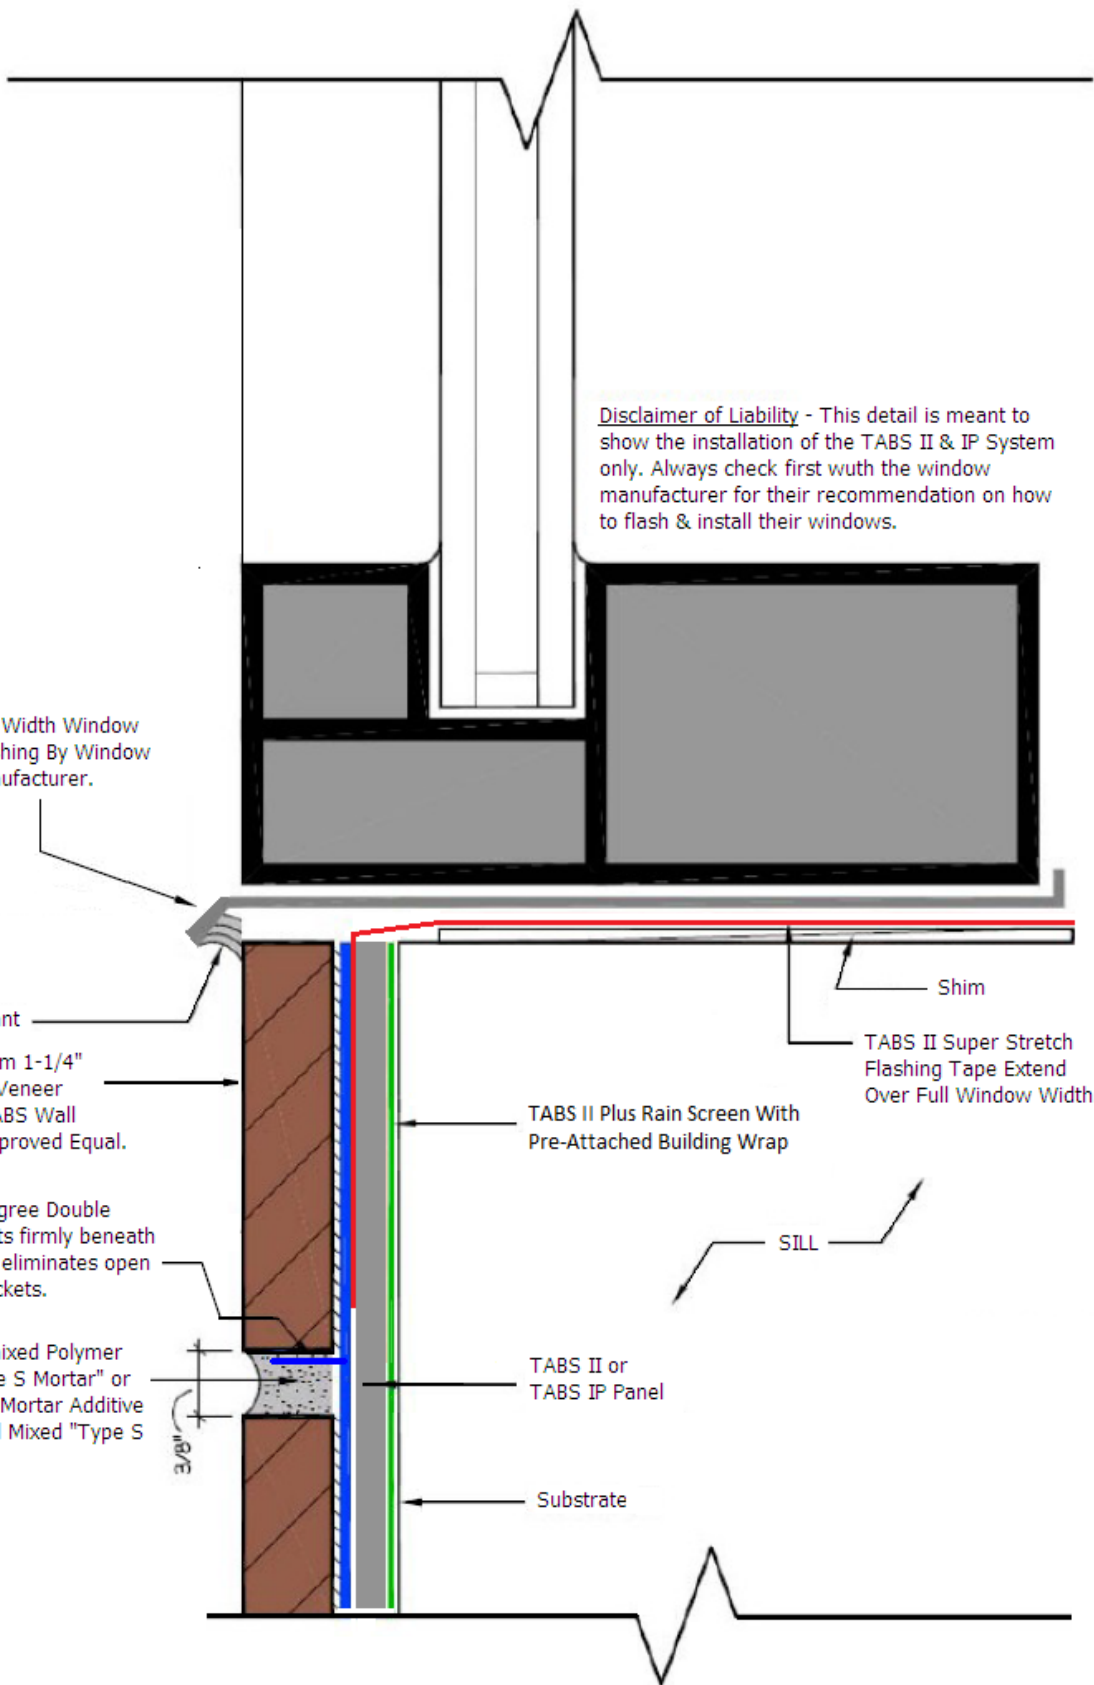 Disclaimer of Liability - This detail is meant to
show the installation of the TABS II & IP System
only. Always check first wuth the window
manufacturer for their recommendation on how
to flash & install their windows.
Width Window
hing By Window
ufacturer.
Shim
ant
TABS II Super Stretch
Flashing Tape Extend
Over Full Window Width
m 1-1/4"
Veneer
ABS Wall
proved Equal.
TABS II Plus Rain Screen With
Pre-Attached Building Wrap
gree Double
ts firmly beneath
eliminates open
ckets.
SILL
ixed Polymer
e S Mortar" or
Mortar Additive
l Mixed "Type S
3/8"
TABS II or
TABS IP Panel
Substrate